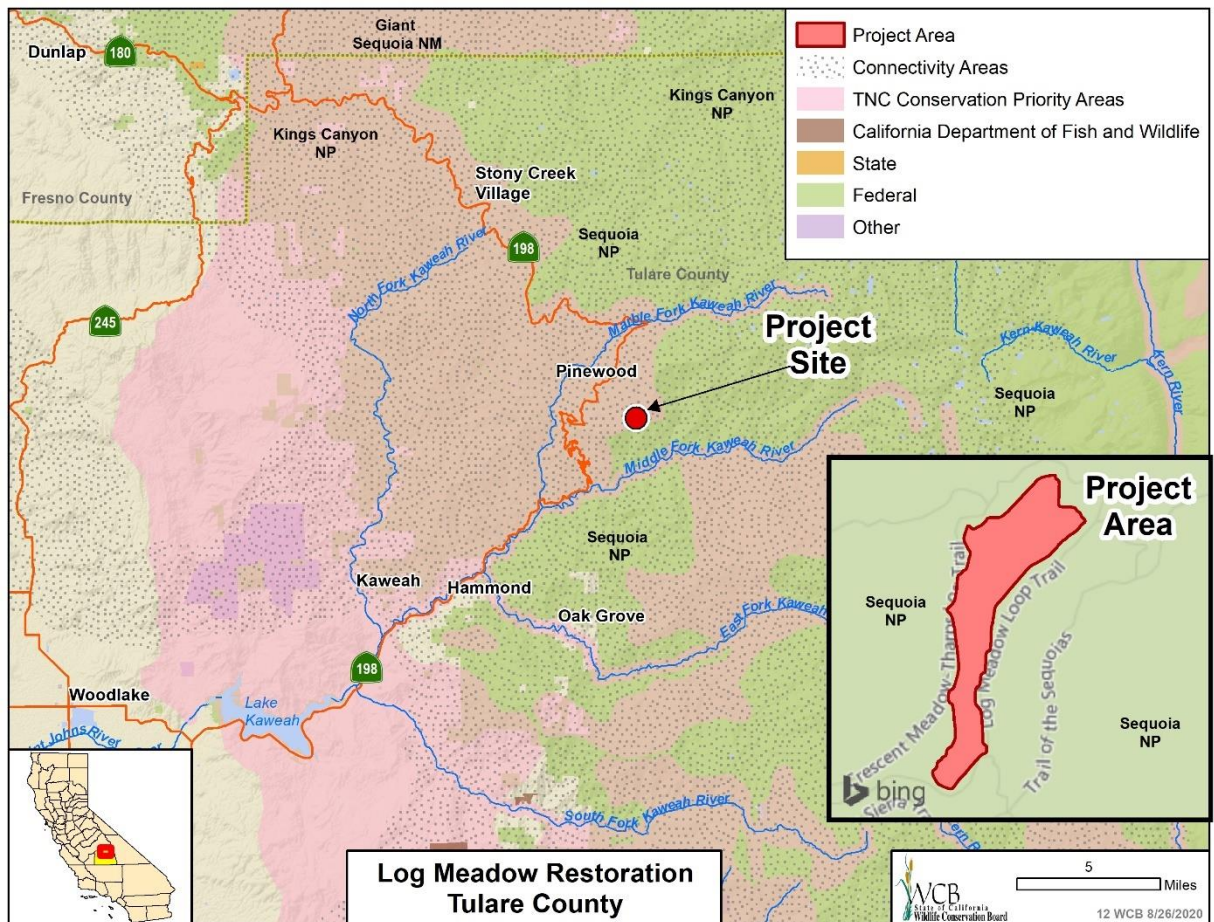 Giant
Sequoia NM
Dunlap
180
Kings Canyon
NP
Kings Canyon
NP
Stony Creek
Village
Fresno County
198
Sequoia
NP
Tulare County
North Fork Kaweah River
245
Marble Fork Kaweah River
Project
Site
Pinewood
Kern-Kaweah River
Kern River
Sequoia
NP
Middle Fork Kaweah River
Sequoia
NP
Kaweah
Hammond
Oak Grove
East Fork Kaweah
198
Woodlake
Lake
Kaweah
River
South Fork Kaweah River
Project Area
Connectivity Areas
TNC Conservation Priority Areas
California Department of Fish and Wildlife
State
Federal
Other
Project
Area
Sequoia
NP
Log Meadow Loop Trail
Trail of the Sequoias
Crescent Meadow-Tharps Trail
Sequoia
NP
bing
Sierra
Log Meadow Restoration
Tulare County
WCB
State of California
Wildlife Conservation Board
5
Miles
12 WCB 8/26/2020